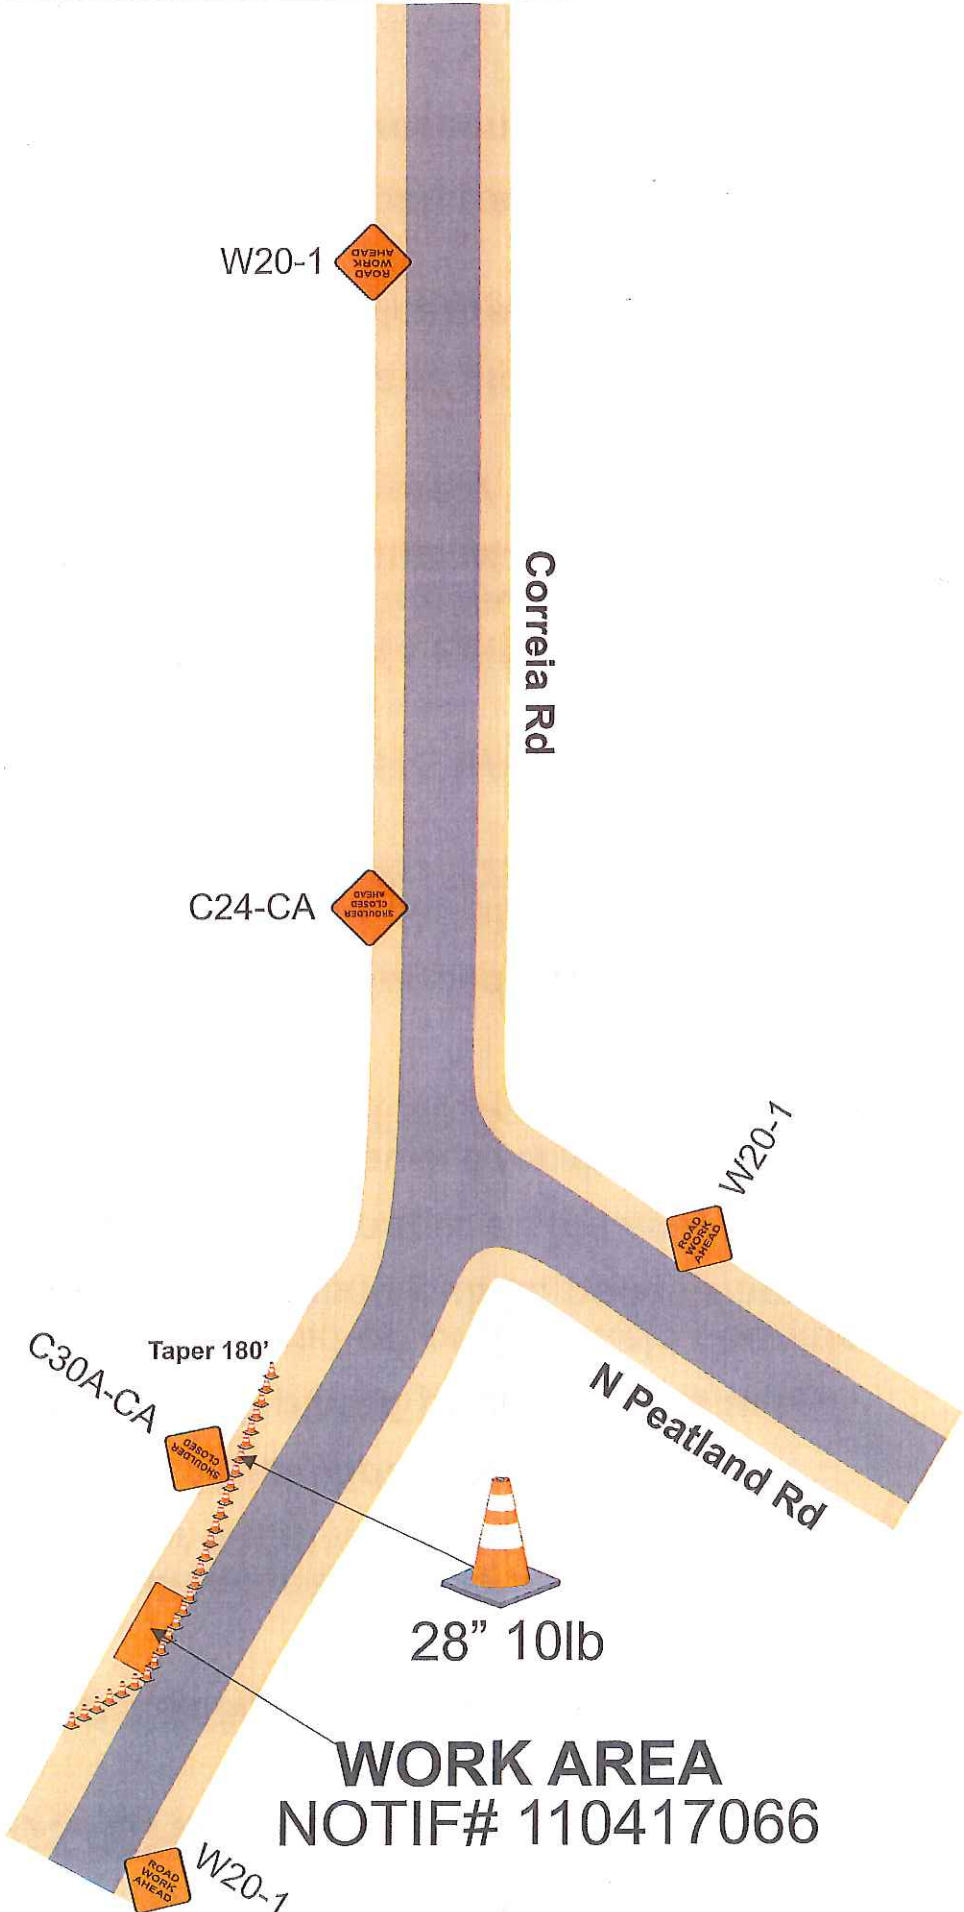 W20-1
ROAD
WORK
AHEAD
Correia Rd
C24-CA
SHOULDER
CLOSED
AHEAD
W20-1
ROAD
WORK
AHEAD
Taper 180'
C30A-CA
SHOULDER
CLOSED
N Peatland Rd
28” 10lb
WORK AREA
NOTIF# 110417066
ROAD
WORK
AHEAD
W20-1